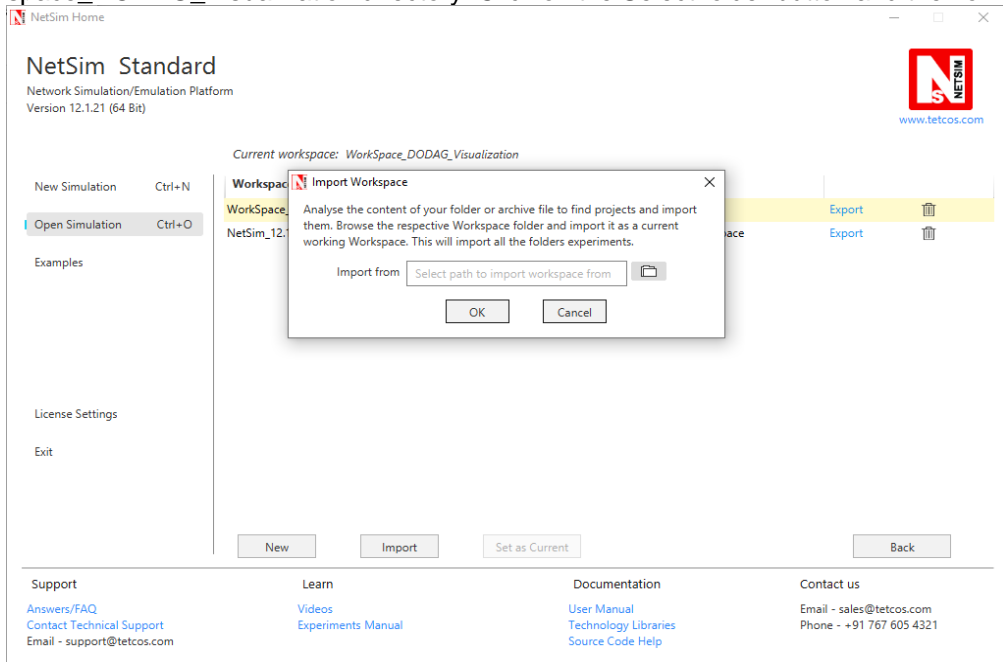 NetSim Home
NetSim Standard
Network Simulation/Emulation Platform
Version 12.1.21 (64 Bit)
NETSIM
www.tetcos.com
Current workspace: WorkSpace_DODAG_Visualization
New Simulation Ctrl+N
Open Simulation Ctrl+O
Examples
License Settings
Exit
Workspac
WorkSpace_ Export
NetSim_12.1 pace Export
Import Workspace
Analyse the content of your folder or archive file to find projects and import
them. Browse the respective Workspace folder and import it as a current
working Workspace. This will import all the folders experiments.
Import from Select path to import workspace from
OK Cancel
New Import Set as Current Back
Support Learn Documentation Contact us
Answers/FAQ Videos User Manual Email - sales@tetcos.com
Contact Technical Support Experiments Manual Technology Libraries Phone - +91 767 605 4321
Email - support@tetcos.com Source Code Help